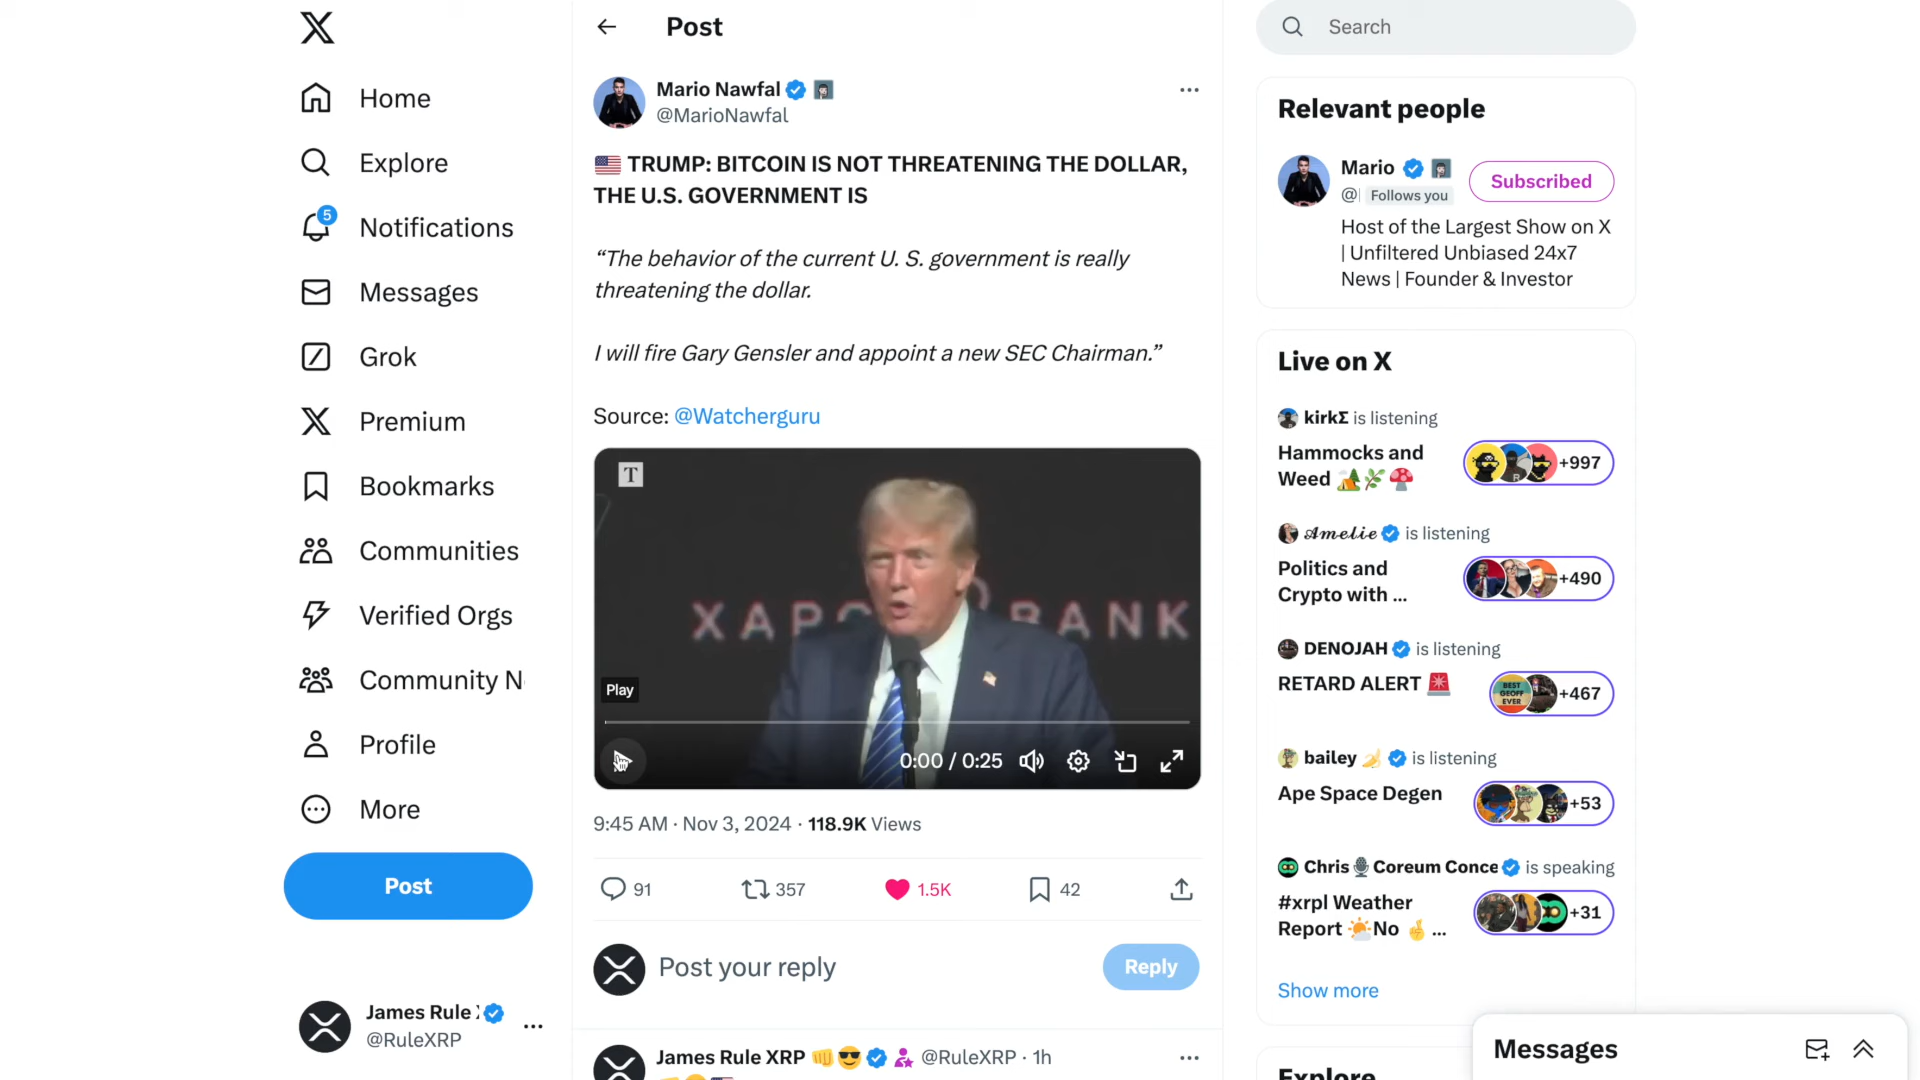 Home
Explore
5
Notifications
Messages
Grok
Premium
Bookmarks
Communities
Verified Orgs
Community N
Profile
More
Post
James Rule
@RuleXRP
Post
Mario Nawfal
@MarioNawfal
TRUMP: BITCOIN IS NOT THREATENING THE DOLLAR,
THE U.S. GOVERNMENT IS
“The behavior of the current U. S. government is really
threatening the dollar.
I will fire Gary Gensler and appoint a new SEC Chairman.”
Source: @Watcherguru
T
XAPO BANK
Play
0:00 / 0:25
9:45 AM · Nov 3, 2024 · 118.9K Views
91
357
1.5K
42
Post your reply
Reply
James Rule XRP @RuleXRP · 1h
Search
Relevant people
Mario
@
Follows you
Subscribed
Host of the Largest Show on X
| Unfiltered Unbiased 24x7
News | Founder & Investor
Live on X
kirkΣ is listening
Hammocks and
Weed
+997
Amelie is listening
Politics and
Crypto with ...
+490
DENOJAH is listening
RETARD ALERT
BEST
GEOFF
EVER
+467
bailey is listening
Ape Space Degen
+53
Chris Coreum Conce is speaking
#xrpl Weather
Report No ...
+31
Show more
Explore
Messages